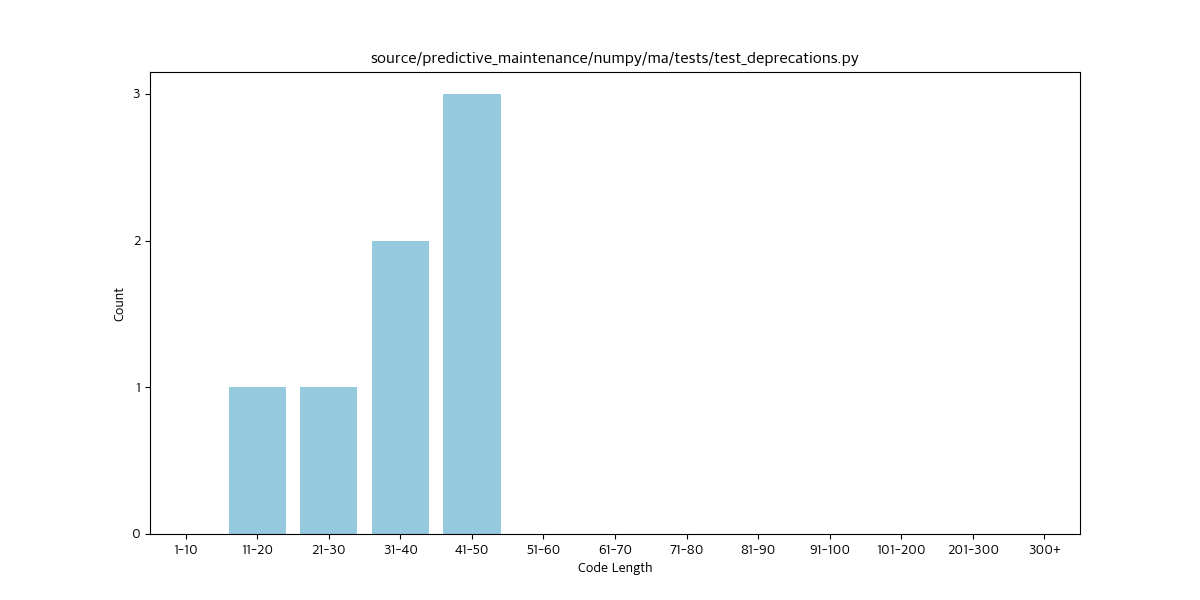 source/predictive_maintenance/numpy/ma/tests/test_deprecations.py
3
2
1
0
Count
1-10 11-20 21-30 31-40 41-50 51-60 61-70 71-80 81-90 91-100 101-200 201-300 300+
Code Length